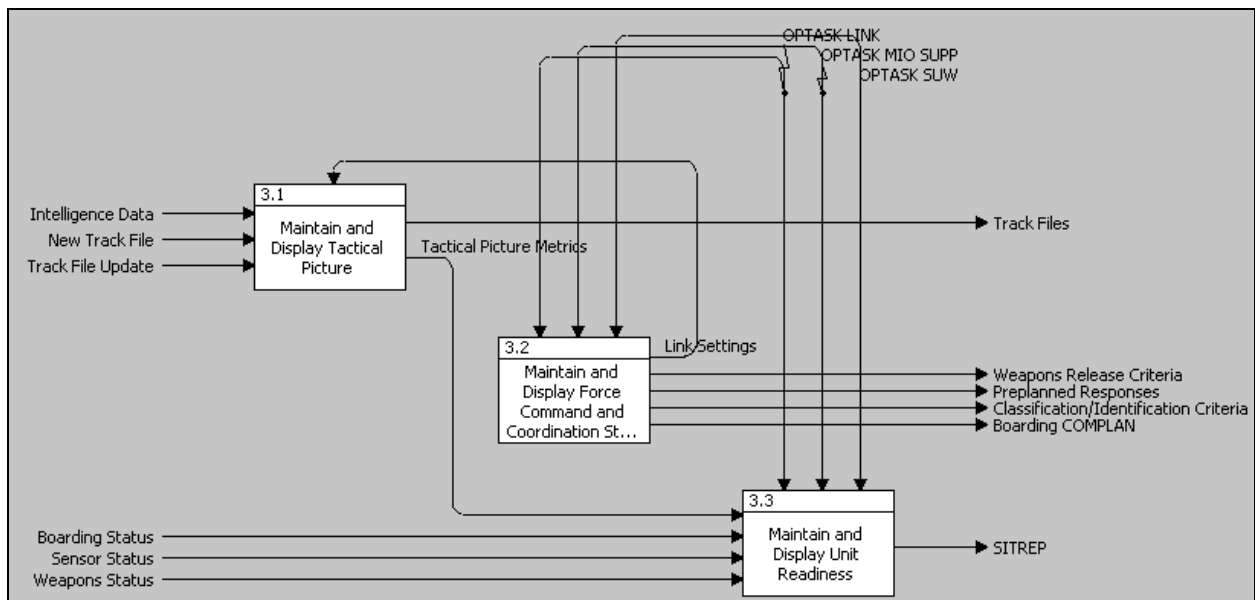 OPTASK LINK
OPTASK MIO SUPP
OPTASK SUW
3.1
Maintain and
Display Tactical
Picture
Intelligence Data
New Track File
Track File Update
Track Files
Tactical Picture Metrics
3.2
Maintain and
Display Force
Command and
Coordination St...
Link Settings
Weapons Release Criteria
Preplanned Responses
Classification/Identification Criteria
Boarding COMPLAN
3.3
Maintain and
Display Unit
Readiness
Boarding Status
Sensor Status
Weapons Status
SITREP